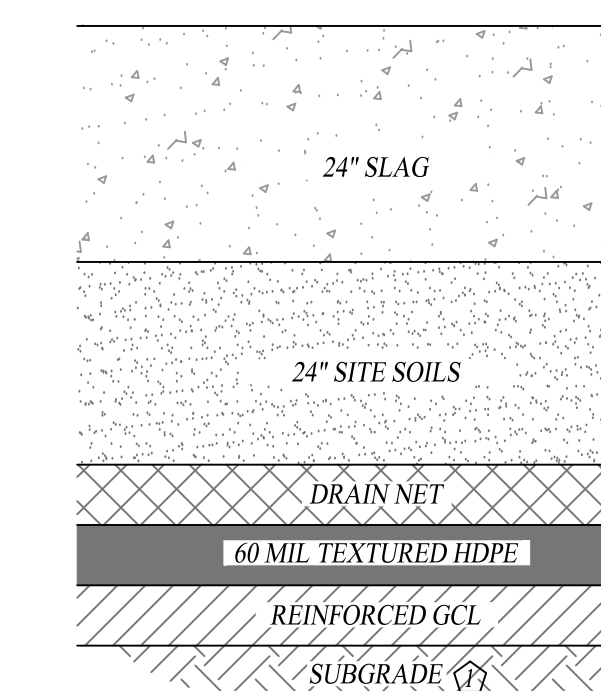 24" SLAG
24" SITE SOILS
DRAIN NET
60 MIL TEXTURED HDPE
REINFORCED GCL
SUBGRADE 1